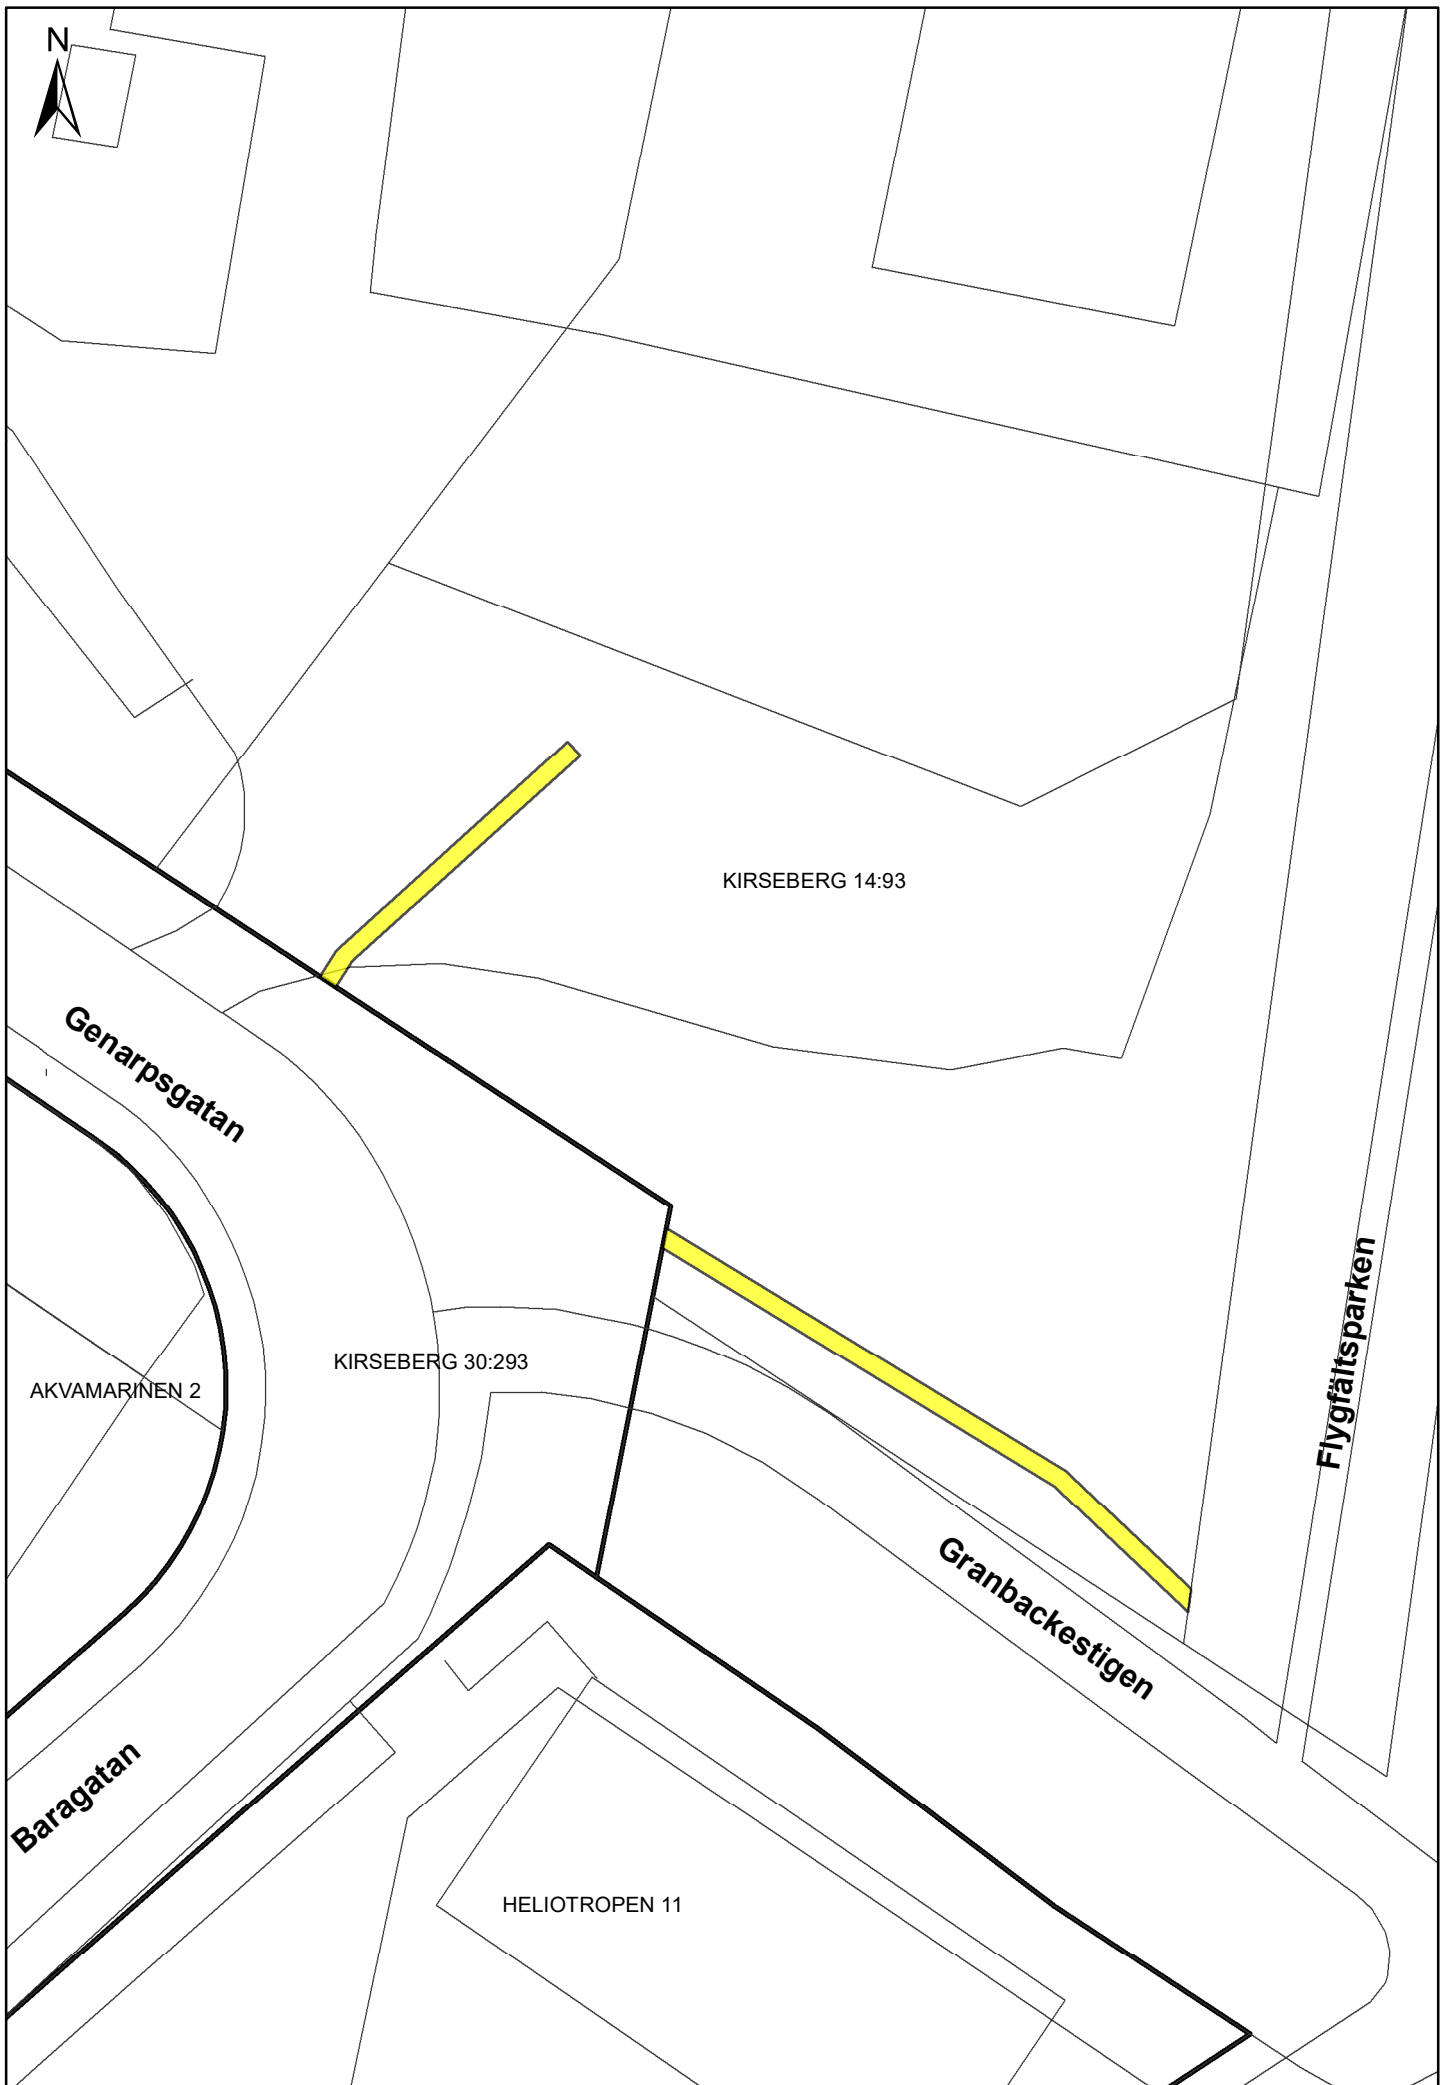 N
KIRSEBERG 14:93
Genarpsgatan
Flygfältsparken
KIRSEBERG 30:293
AKVAMARINEN 2
Granbackestigen
Baragatan
HELIOTROPEN 11